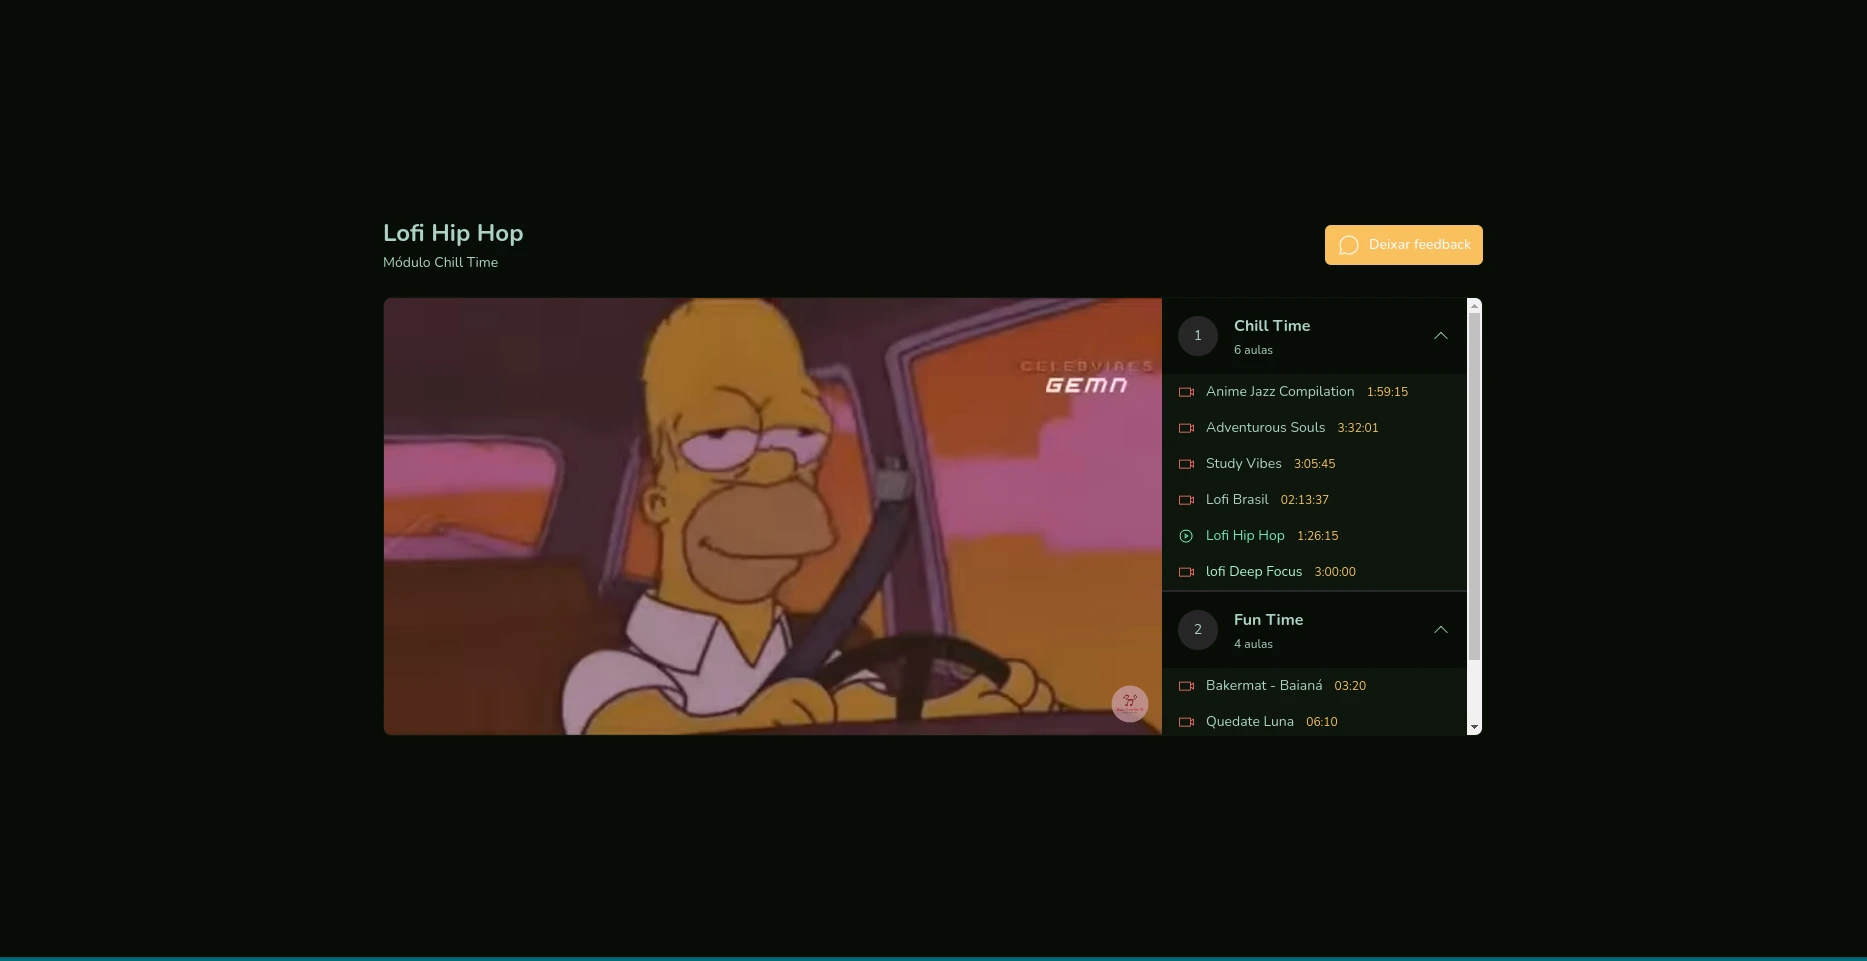 Lofi Hip Hop
Módulo Chill Time
Deixar feedback
CELEBVIBES
GEMN
1
Chill Time
6 aulas
Anime Jazz Compilation 1:59:15
Adventurous Souls 3:32:01
Study Vibes 3:05:45
Lofi Brasil 02:13:37
Lofi Hip Hop 1:26:15
lofi Deep Focus 3:00:00
2
Fun Time
4 aulas
Bakermat - Baianá 03:20
Quedate Luna 06:10